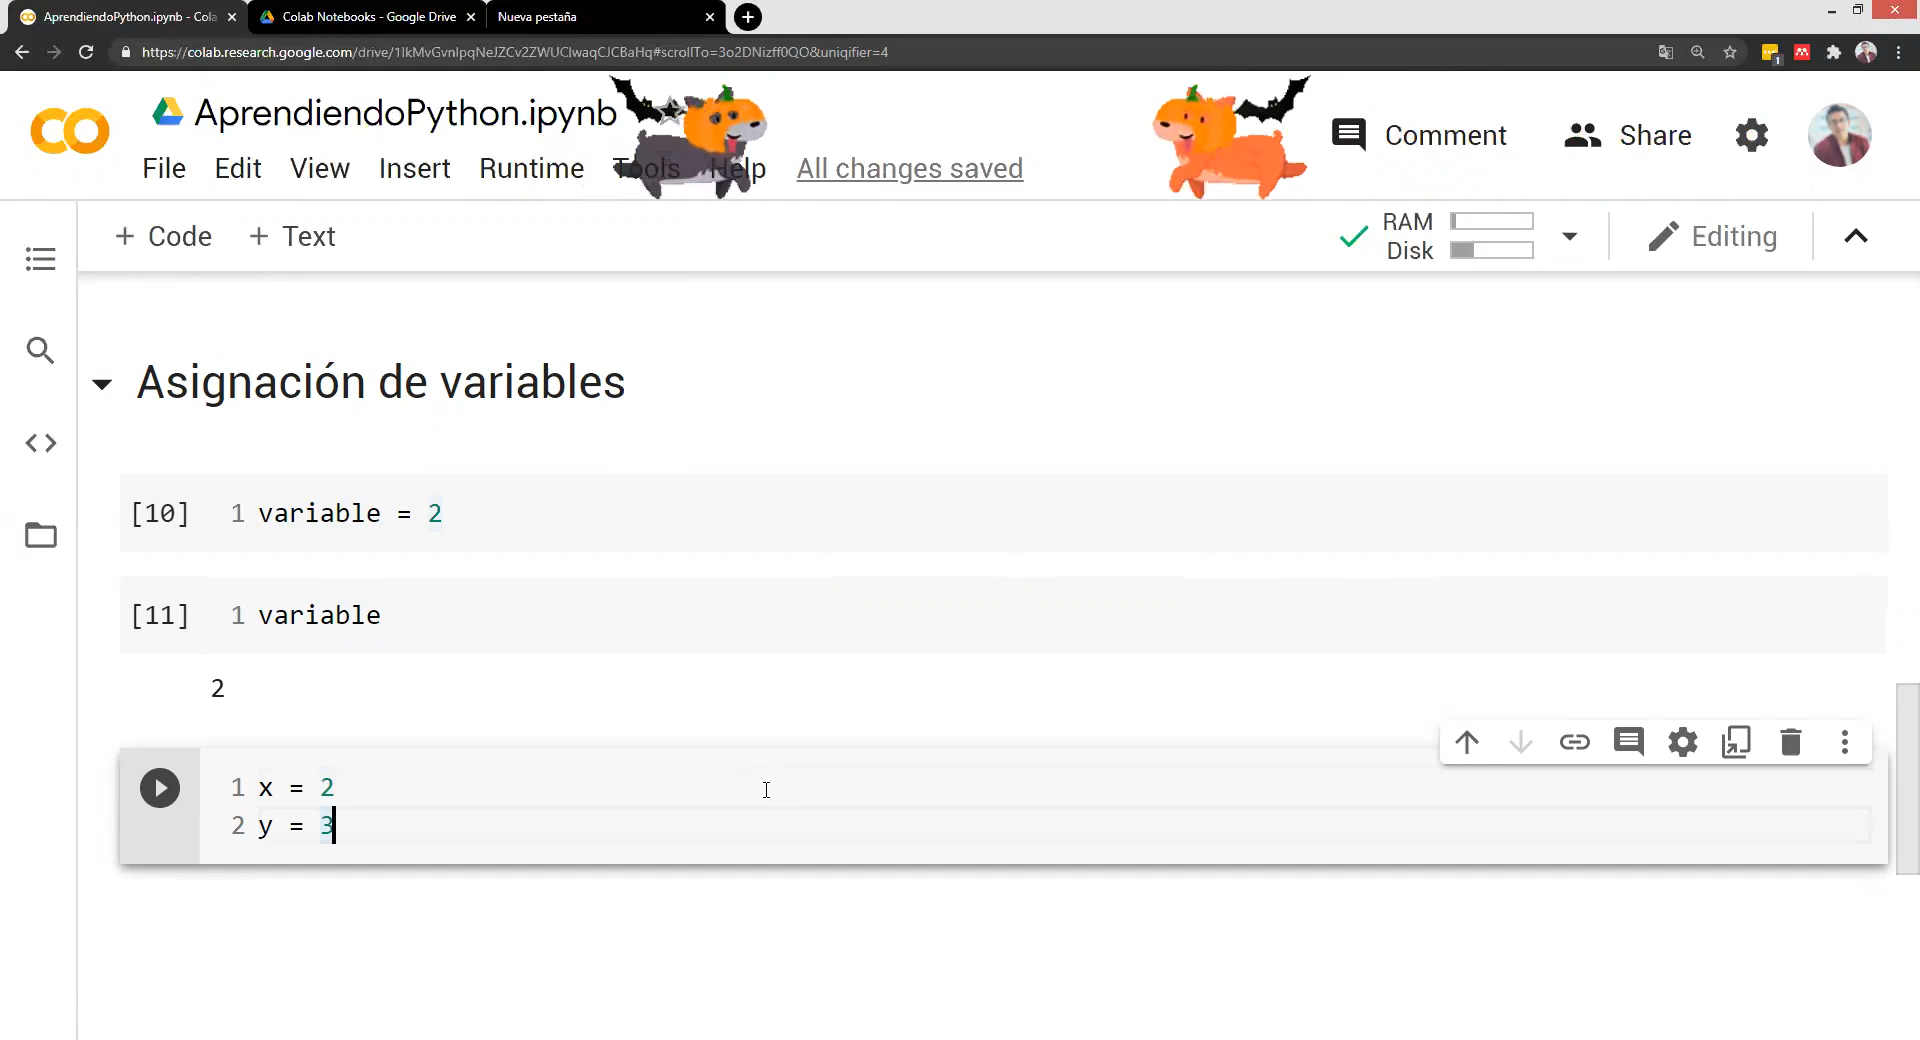 AprendiendoPython.ipynb - Cola
Colab Notebooks - Google Drive
Nueva pestaña
https://colab.research.google.com/drive/1IkMvGvnIpqNeJZCv2ZWUClwaqCJCBaHq#scrollTo=3o2DNizff0QO&uniqifier=4
1
CO
AprendiendoPython.ipynb
Comment
Share
File Edit View Insert Runtime Tools Help All changes saved
+ Code + Text
RAM
Disk
Editing
Asignación de variables
[10] 1 variable = 2
[11] 1 variable
2
1 x = 2
2 y = 3